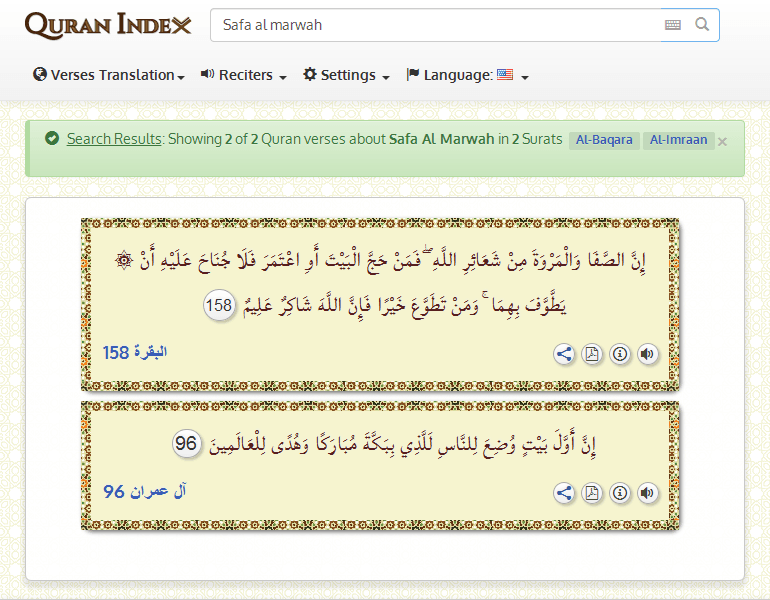 QURAN INDEX
Safa al marwah
Verses Translation Reciters Settings Language:
Search Results: Showing 2 of 2 Quran verses about Safa Al Marwah in 2 Surats Al-Baqara Al-Imraan ×
إِنَّ الصَّفَا وَالْمَرْوَةَ مِنْ شَعَائِرِ اللَّهِ ۖ فَمَنْ حَجَّ الْبَيْتَ أَوِ اعْتَمَرَ فَلَا جُنَاحَ عَلَيْهِ أَنْ ۞
يَطَّوَّفَ بِهِمَا ۚ وَمَنْ تَطَوَّعَ خَيْرًا فَإِنَّ اللَّهَ شَاكِرٌ عَلِيمٌ 158
البقرة 158
إِنَّ أَوَّلَ بَيْتٍ وُضِعَ لِلنَّاسِ لَلَّذِي بِبَكَّةَ مُبَارَكًا وَهُدًى لِلْعَالَمِينَ 96
آل عمران 96